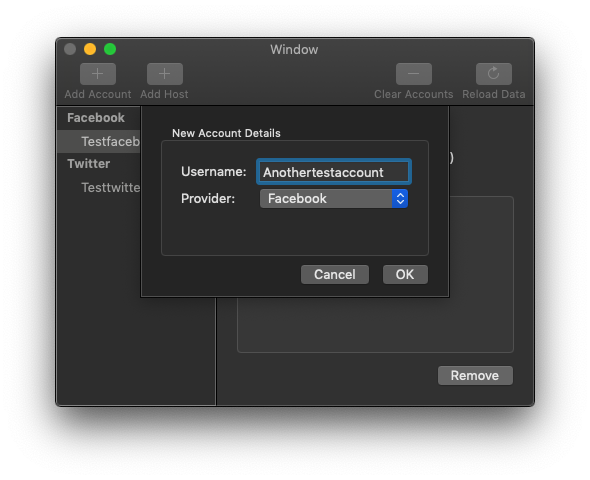 Window
Add Account Add Host Clear Accounts Reload Data
Facebook
Testfaceb
Twitter
Testtwitte
New Account Details
Username: Anothertestaccount
Provider: Facebook
Cancel OK
)
Remove